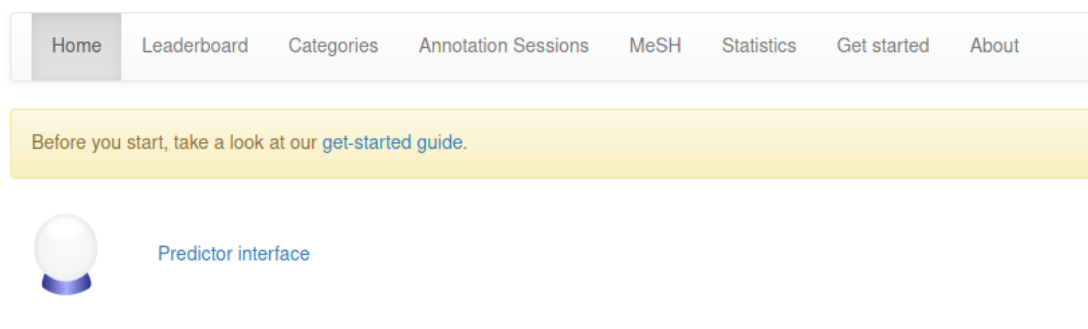 Home Leaderboard Categories Annotation Sessions MeSH Statistics Get started About
Before you start, take a look at our get-started guide.
Predictor interface